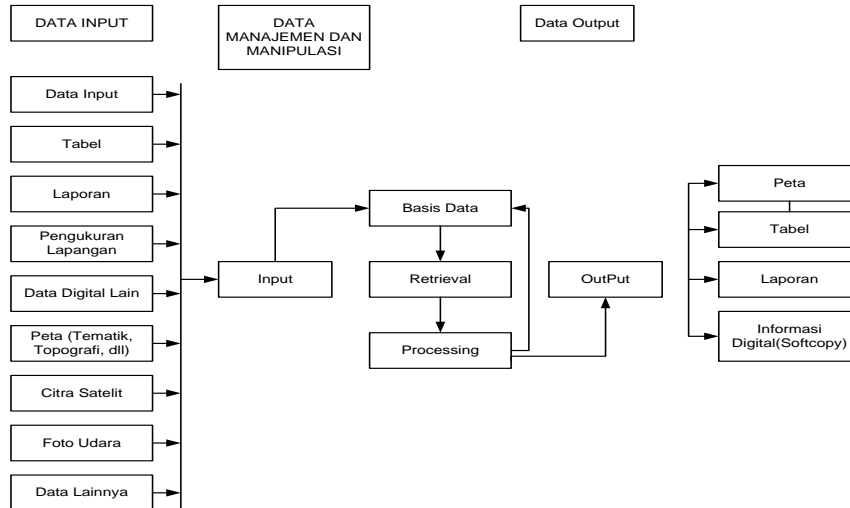 DATA INPUT
DATA
MANAJEMEN DAN
MANIPULASI
Data Output
Data Input
Tabel
Laporan
Pengukuran
Lapangan
Data Digital Lain
Peta (Tematik,
Topografi, dll)
Citra Satelit
Foto Udara
Data Lainnya
Input
Basis Data
Retrieval
Processing
OutPut
Peta
Tabel
Laporan
Informasi
Digital(Softcopy)